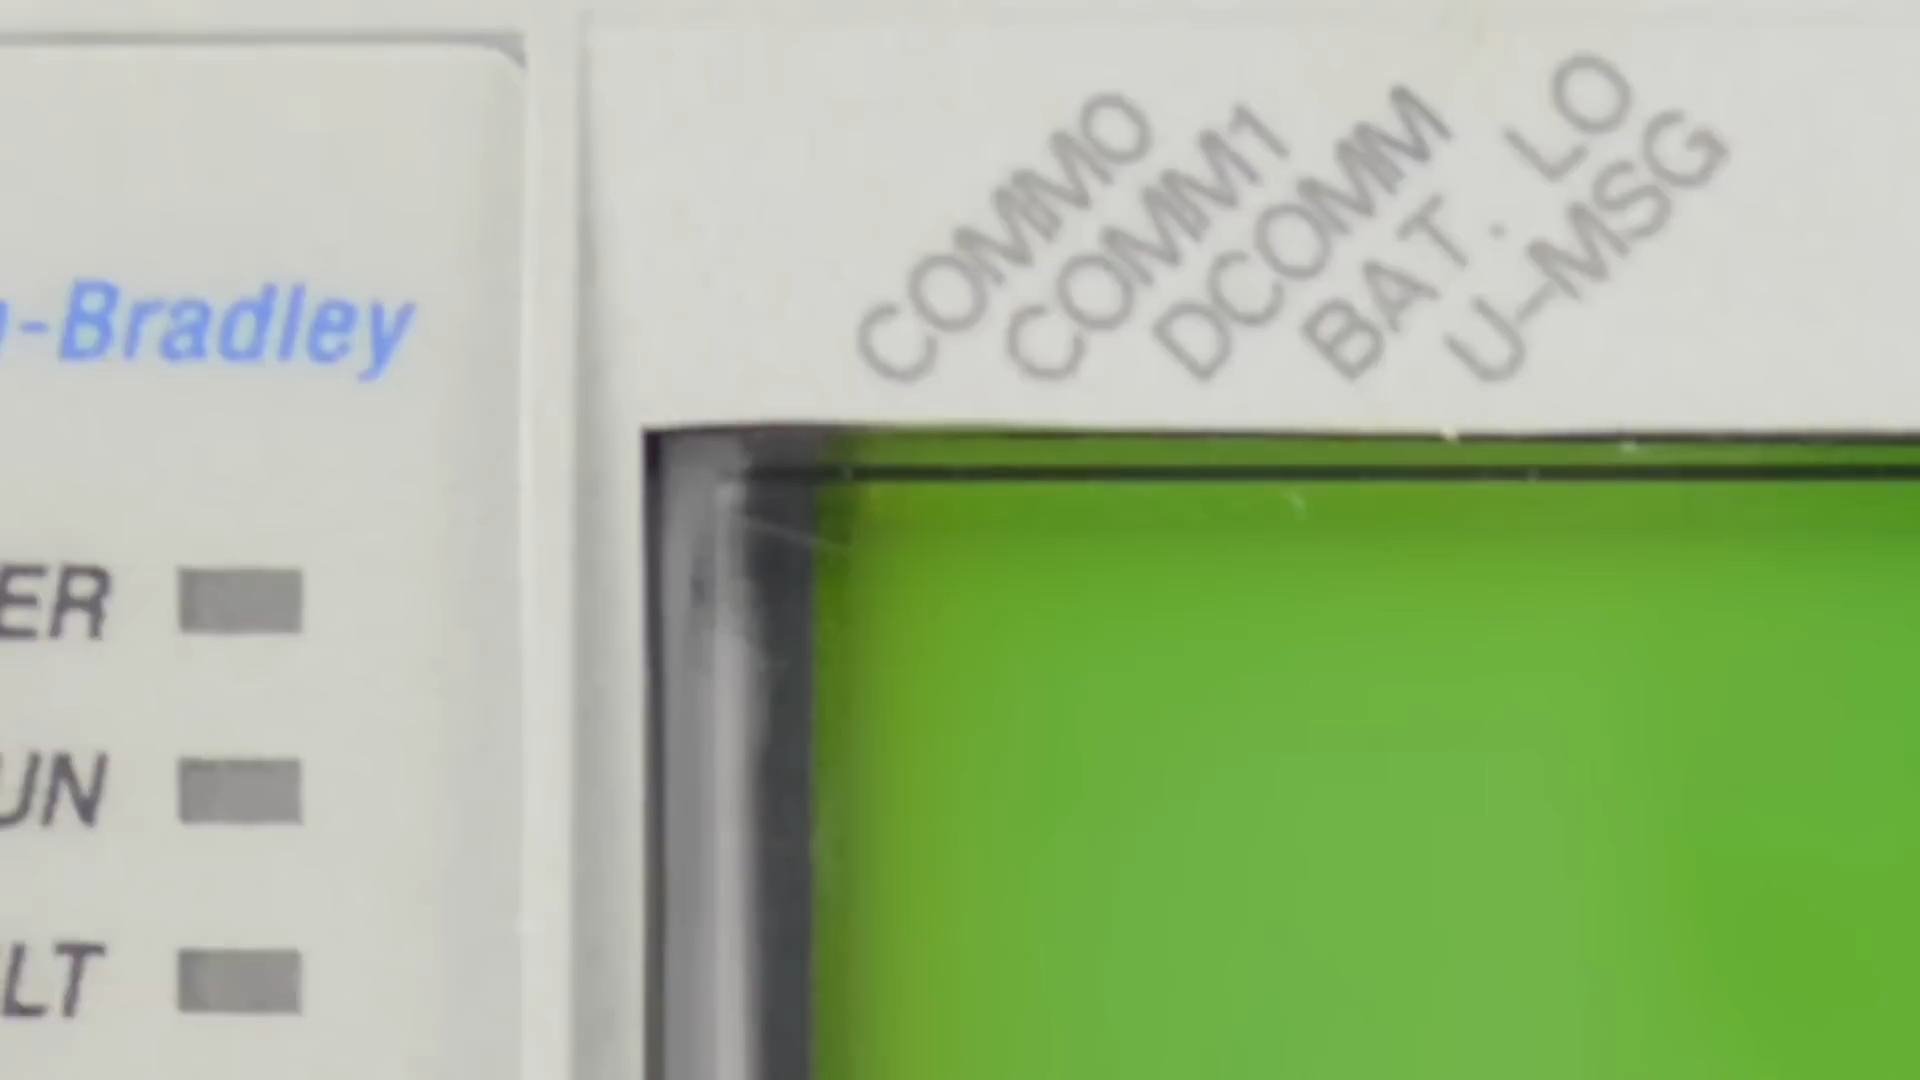 n-Bradley
ER
UN
LT
COMM0
COMM1
DCOMM
BAT. LO
U-MSG